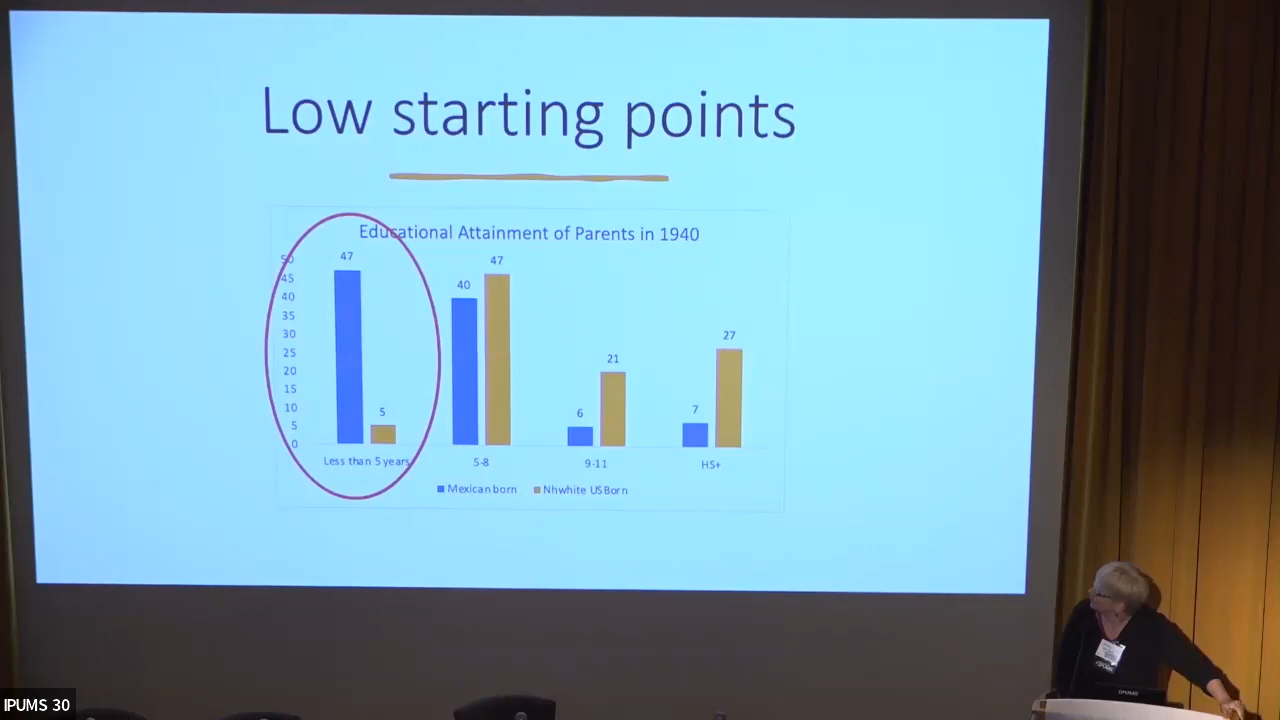 Low starting points
Educational Attainment of Parents in 1940
50
45
40
35
30
25
20
15
10
5
0
47
5
40
47
6
21
7
27
Less than 5 years
5-8
9-11
HS+
Mexican born
Nhwhite US Born
IPUMS
IPUMS 30